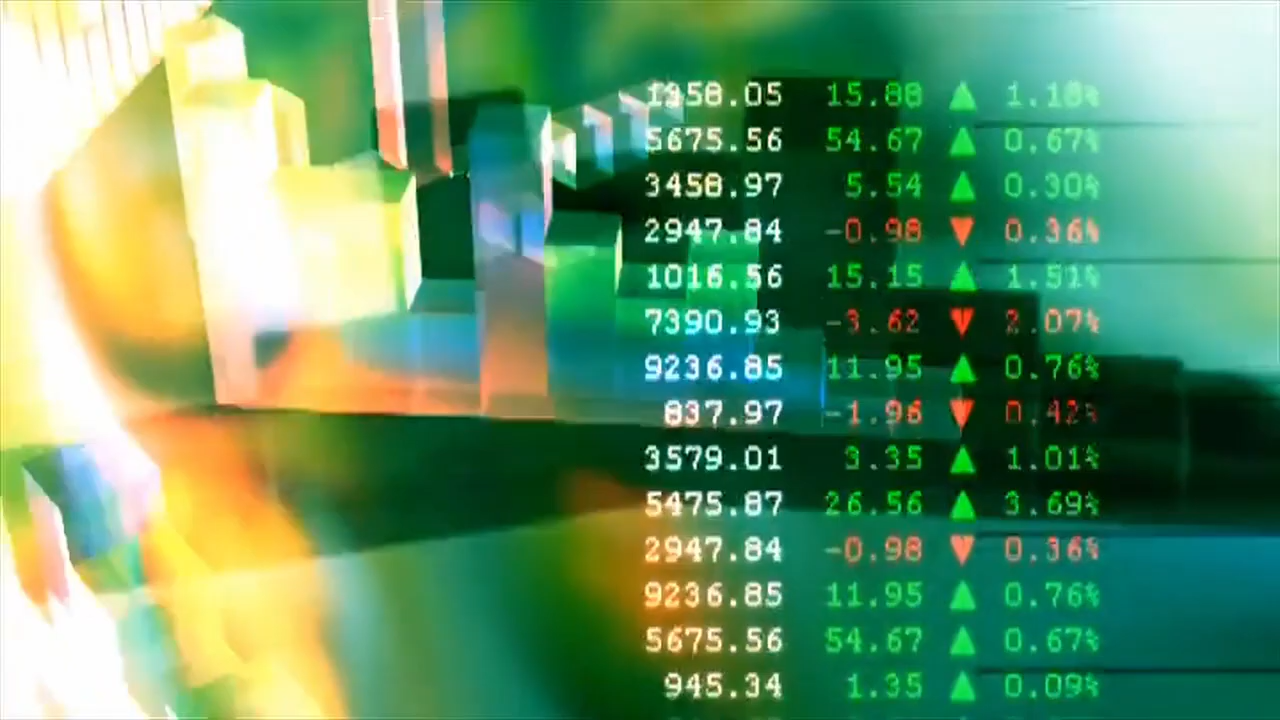 1358.05 15.88 ▲ 1.18%
5675.56 54.67 ▲ 0.67%
3458.97 5.54 ▲ 0.30%
2947.84 -0.98 ▼ 0.36%
1016.56 15.15 ▲ 1.51%
7390.93 -3.62 ▼ 2.07%
9236.85 11.95 ▲ 0.76%
837.97 -1.96 ▼ 0.42%
3579.01 3.35 ▲ 1.01%
5475.87 26.56 ▲ 3.69%
2947.84 -0.98 ▼ 0.36%
9236.85 11.95 ▲ 0.76%
5675.56 54.67 ▲ 0.67%
945.34 1.35 ▲ 0.09%